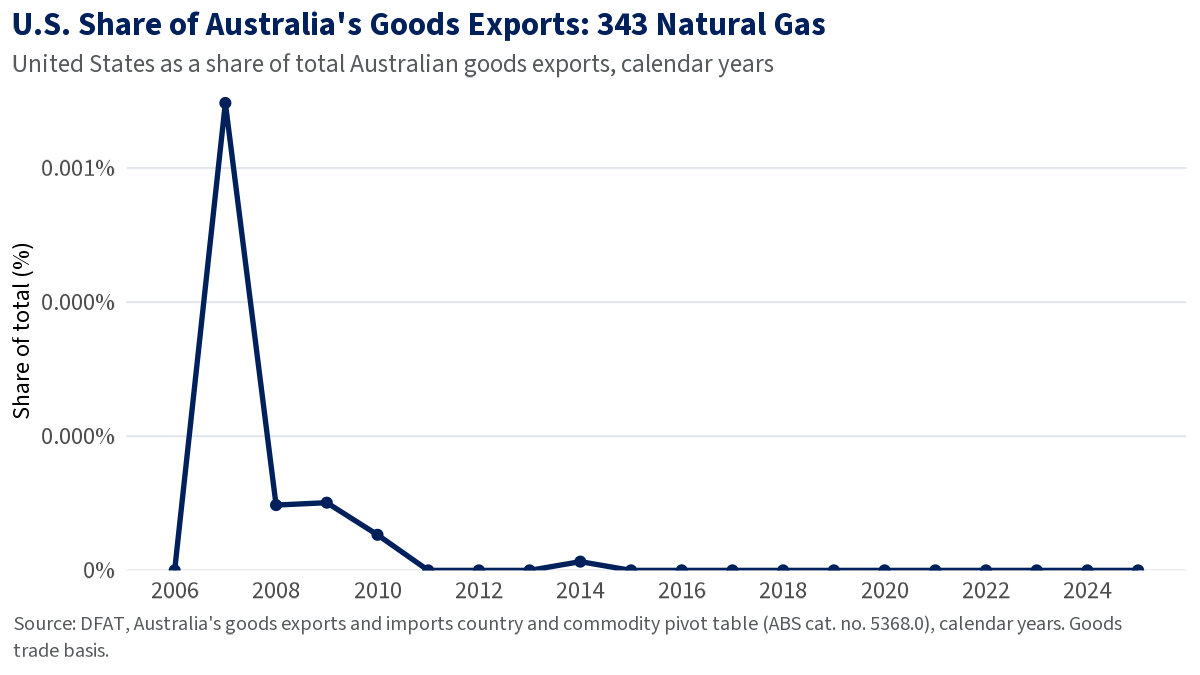 U.S. Share of Australia's Goods Exports: 343 Natural Gas
United States as a share of total Australian goods exports, calendar years
Share of total (%)
0.001%
0.000%
0.000%
0%
2006 2008 2010 2012 2014 2016 2018 2020 2022 2024
Source: DFAT, Australia's goods exports and imports country and commodity pivot table (ABS cat. no. 5368.0), calendar years. Goods
trade basis.